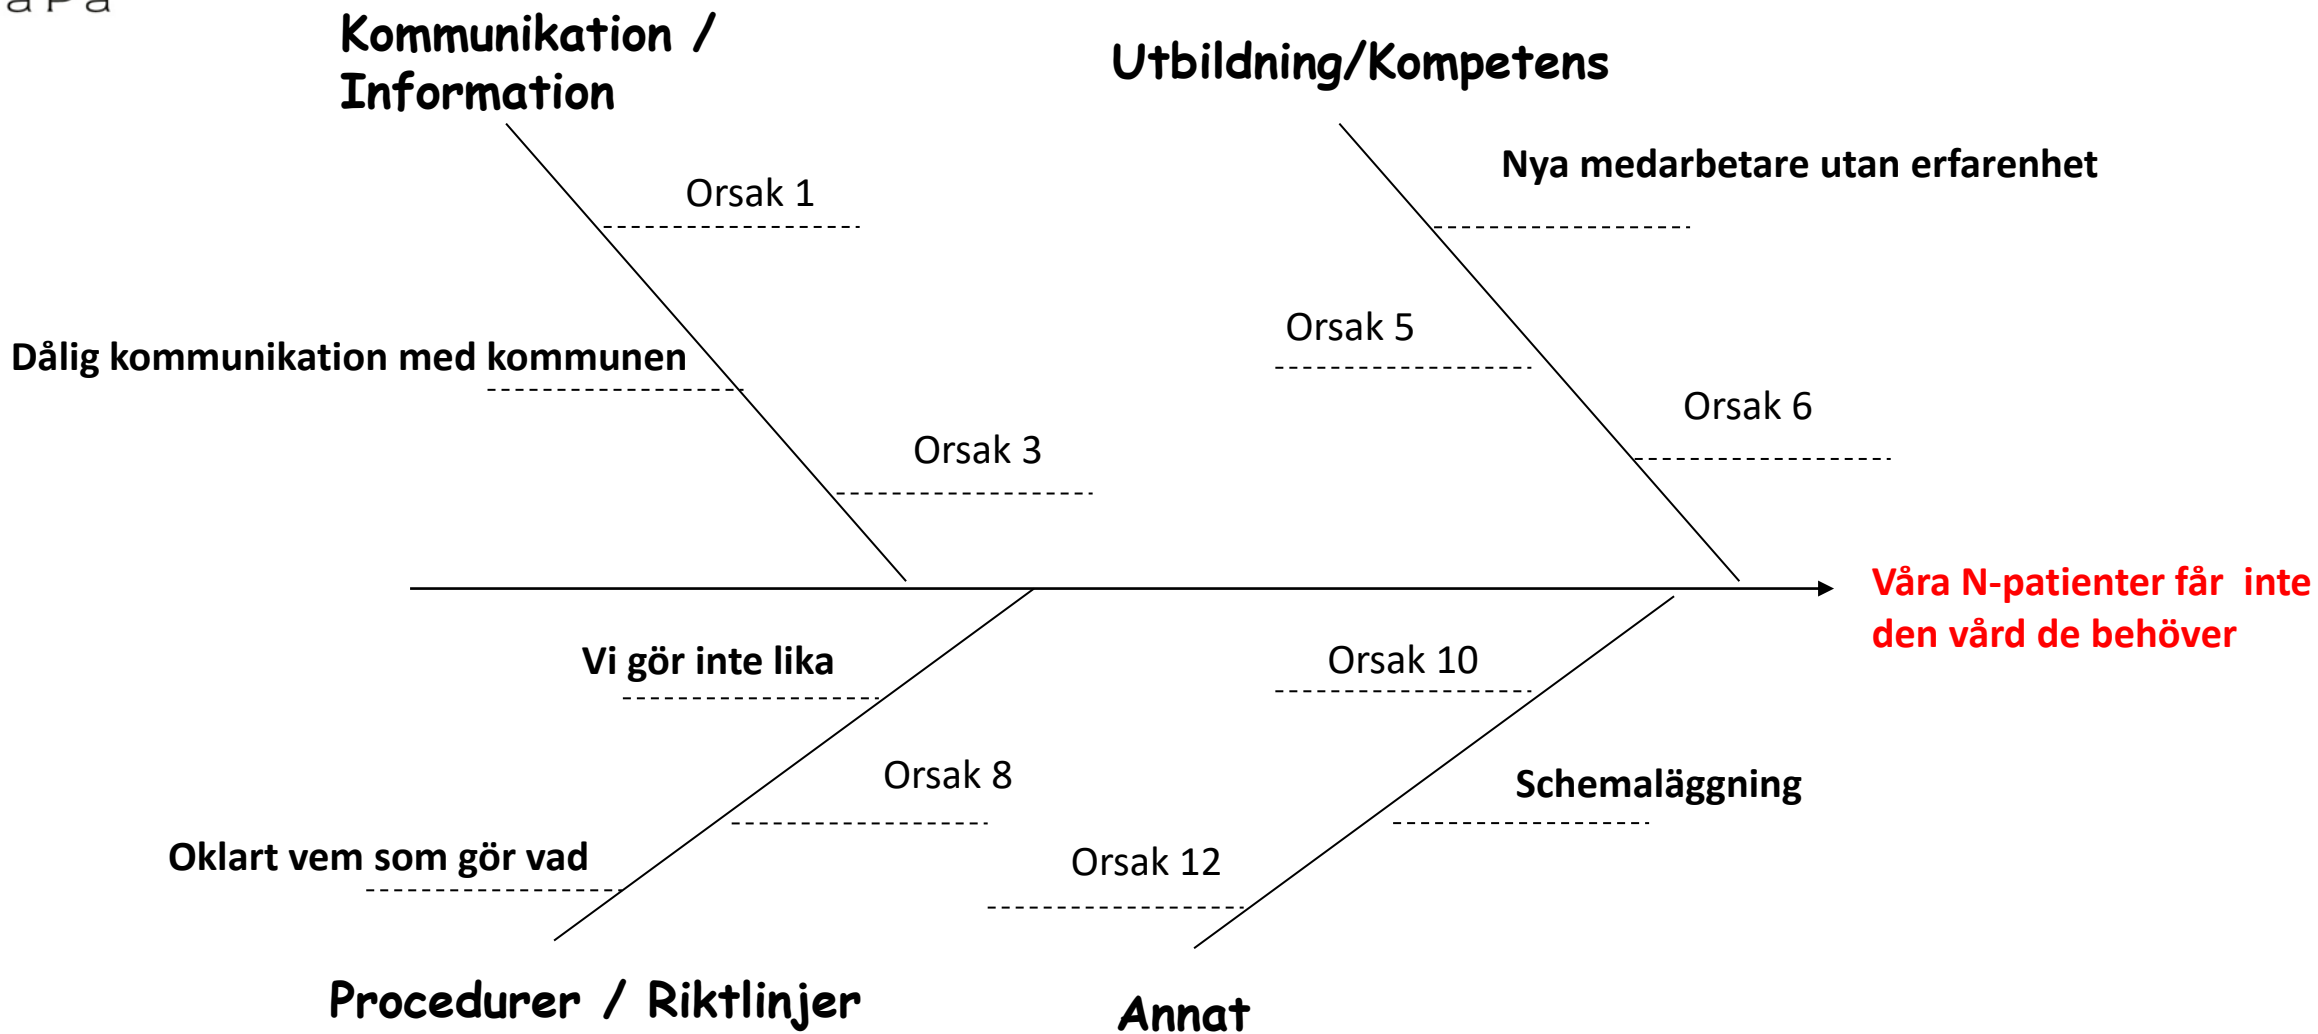 Kommunikation /
Information
Utbildning/Kompetens
Nya medarbetare utan erfarenhet
Orsak 1
Orsak 5
Dålig kommunikation med kommunen
Orsak 6
Orsak 3
Våra N-patienter får inte
den vård de behöver
Vi gör inte lika
Orsak 10
Orsak 8
Schemaläggning
Oklart vem som gör vad
Orsak 12
Procedurer / Riktlinjer
Annat